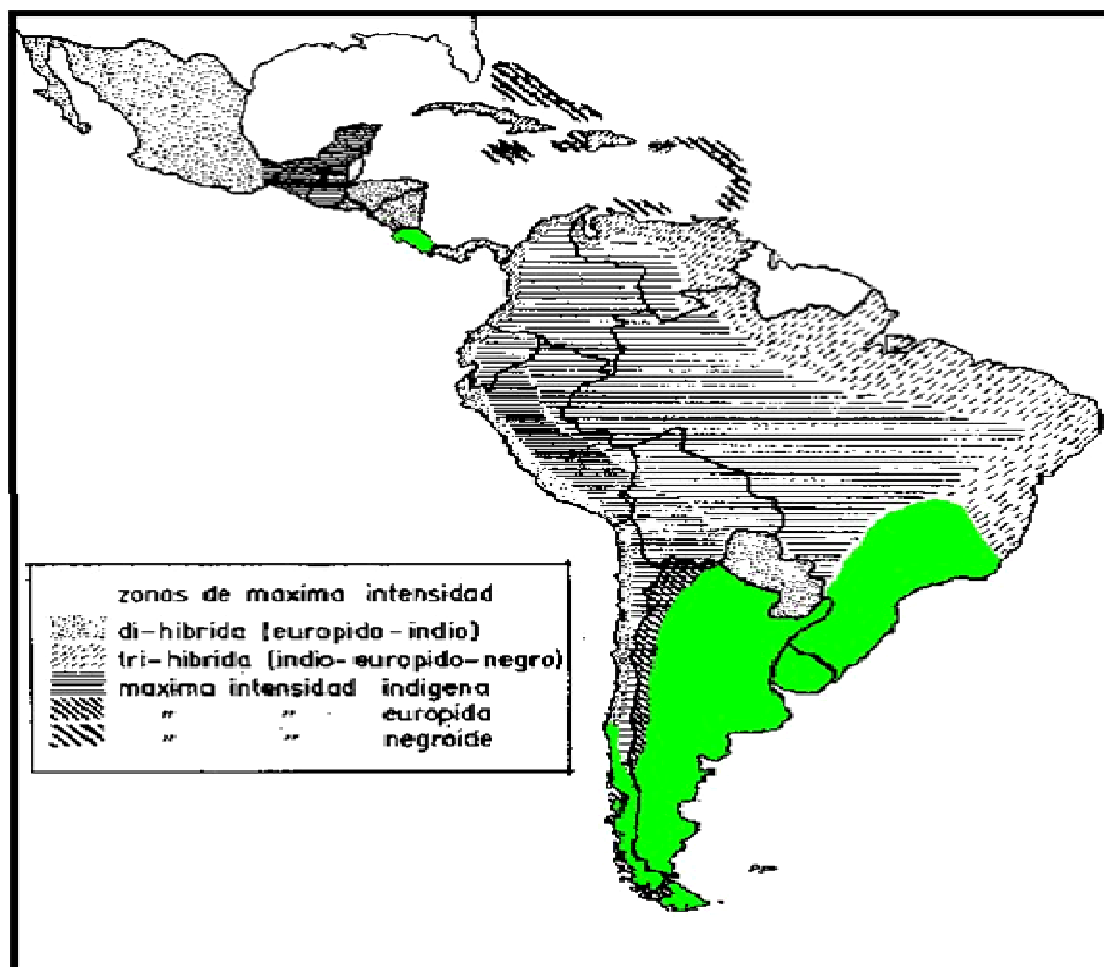 zonas de maxima intensidad
di-hibrida (europido-indio)
tri-hibrida (indio-europido-negro)
maxima intensidad indigena
" " europida
" " negroide